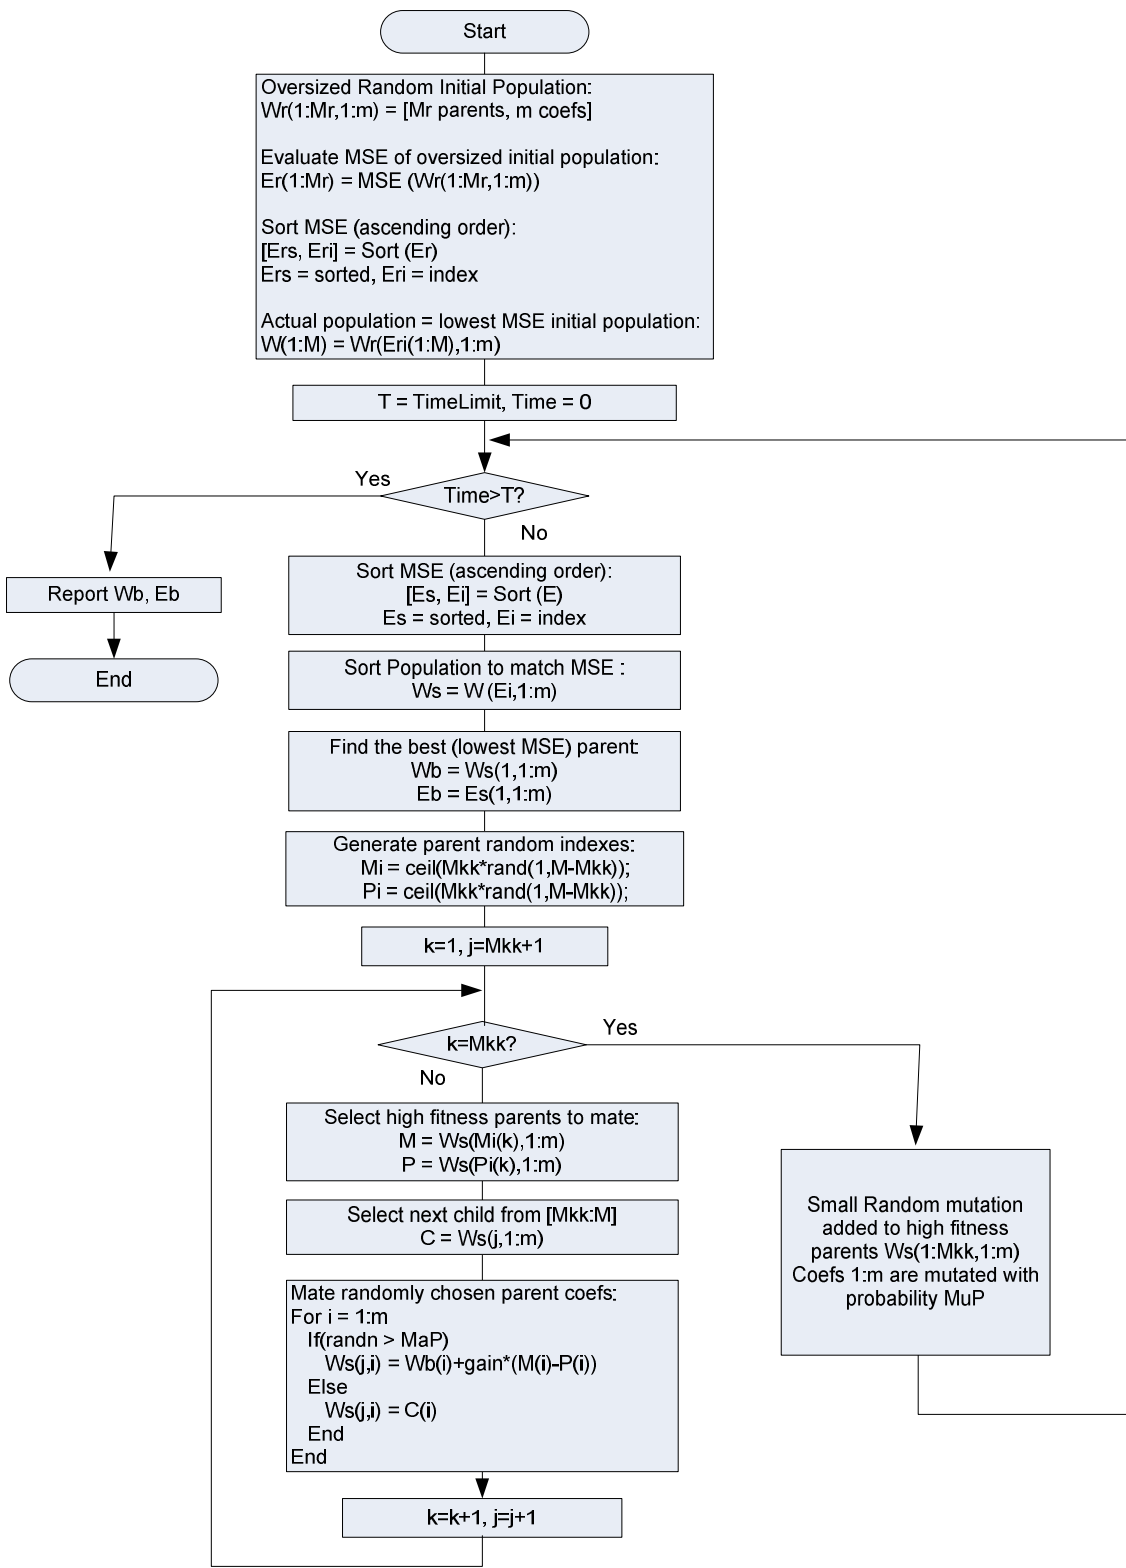 Start
Oversized Random Initial Population:
Wr(1:Mr,1:m) = [Mr parents, m coefs]
Evaluate MSE of oversized initial population:
Er(1:Mr) = MSE (Wr(1:Mr,1:m))
Sort MSE (ascending order):
[Ers, Eri] = Sort (Er)
Ers = sorted, Eri = index
Actual population = lowest MSE initial population:
W(1:M) = Wr(Eri(1:M),1:m)
T = TimeLimit, Time = 0
Time>T?
Yes
No
Report Wb, Eb
End
Sort MSE (ascending order):
[Es, Ei] = Sort (E)
Es = sorted, Ei = index
Sort Population to match MSE :
Ws = W (Ei,1:m)
Find the best (lowest MSE) parent:
Wb = Ws(1,1:m)
Eb = Es(1,1:m)
Generate parent random indexes:
Mi = ceil(Mkk*rand(1,M-Mkk));
Pi = ceil(Mkk*rand(1,M-Mkk));
k=1, j=Mkk+1
k=Mkk?
Yes
No
Select high fitness parents to mate:
M = Ws(Mi(k),1:m)
P = Ws(Pi(k),1:m)
Select next child from [Mkk:M]
C = Ws(j,1:m)
Mate randomly chosen parent coefs:
For i = 1:m
If(randn > MaP)
Ws(j,i) = Wb(i)+gain*(M(i)-P(i))
Else
Ws(j,i) = C(i)
End
End
k=k+1, j=j+1
Small Random mutation
added to high fitness
parents Ws(1:Mkk,1:m)
Coefs 1:m are mutated with
probability MuP